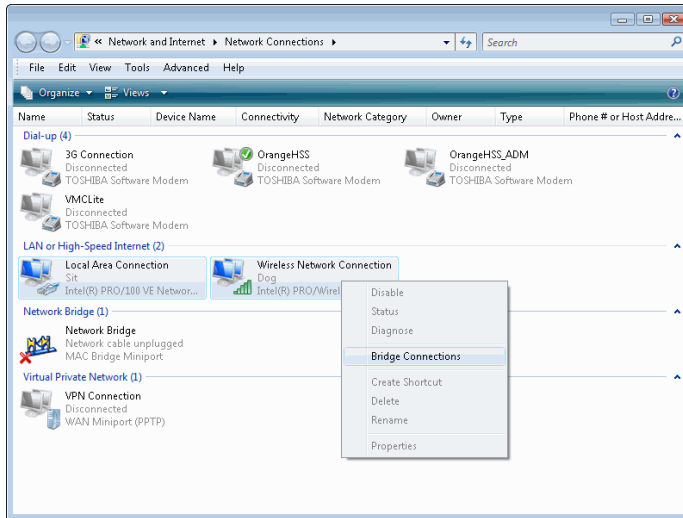 « Network and Internet ▸ Network Connections ▸
Search
File Edit View Tools Advanced Help
Organize Views
Name Status Device Name Connectivity Network Category Owner Type Phone # or Host Addre...
Dial-up (4)
3G Connection
Disconnected
TOSHIBA Software Modem
OrangeHSS
Disconnected
TOSHIBA Software Modem
OrangeHSS_ADM
Disconnected
TOSHIBA Software Modem
VMCLite
Disconnected
TOSHIBA Software Modem
LAN or High-Speed Internet (2)
Local Area Connection
Sit
Intel(R) PRO/100 VE Networ...
Wireless Network Connection
Dog
Intel(R) PRO/Wirel
Network Bridge (1)
Network Bridge
Network cable unplugged
MAC Bridge Miniport
Virtual Private Network (1)
VPN Connection
Disconnected
WAN Miniport (PPTP)
Disable
Status
Diagnose
Bridge Connections
Create Shortcut
Delete
Rename
Properties